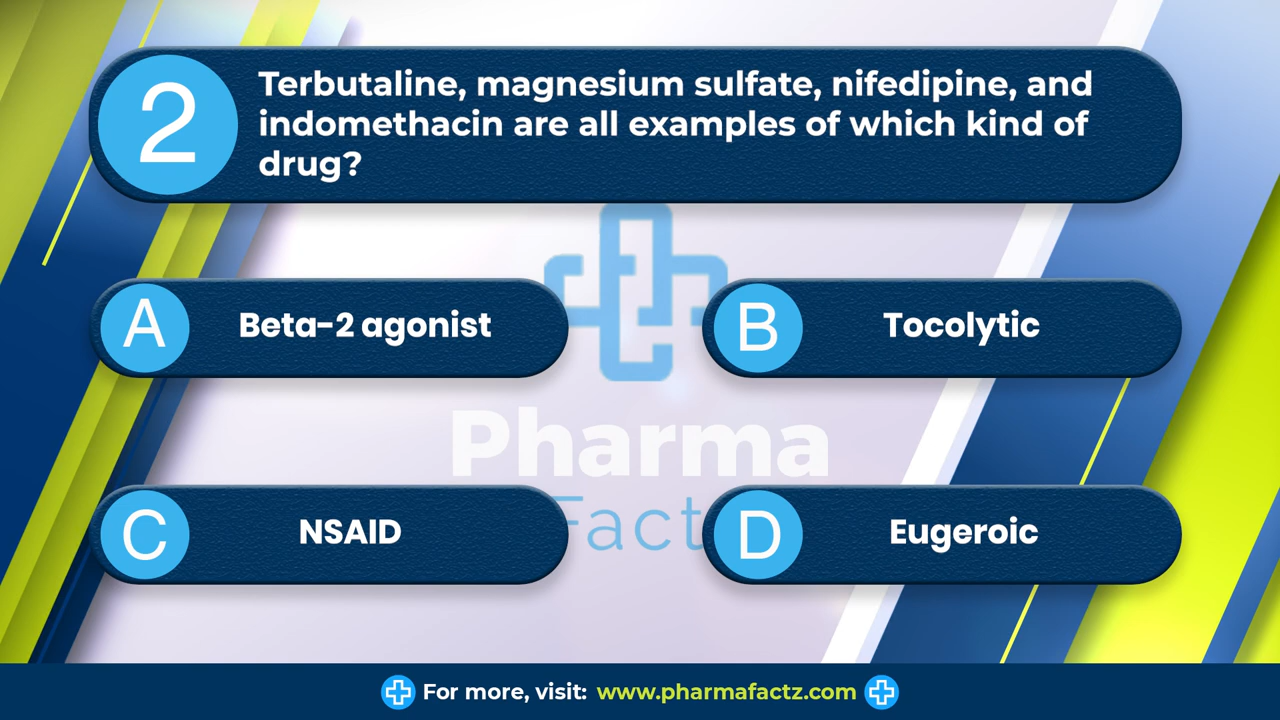 2
Terbutaline, magnesium sulfate, nifedipine, and
indomethacin are all examples of which kind of
drug?
A
Beta-2 agonist
B
Tocolytic
Pharma
Fact
C
NSAID
D
Eugeroic
For more, visit: www.pharmafactz.com